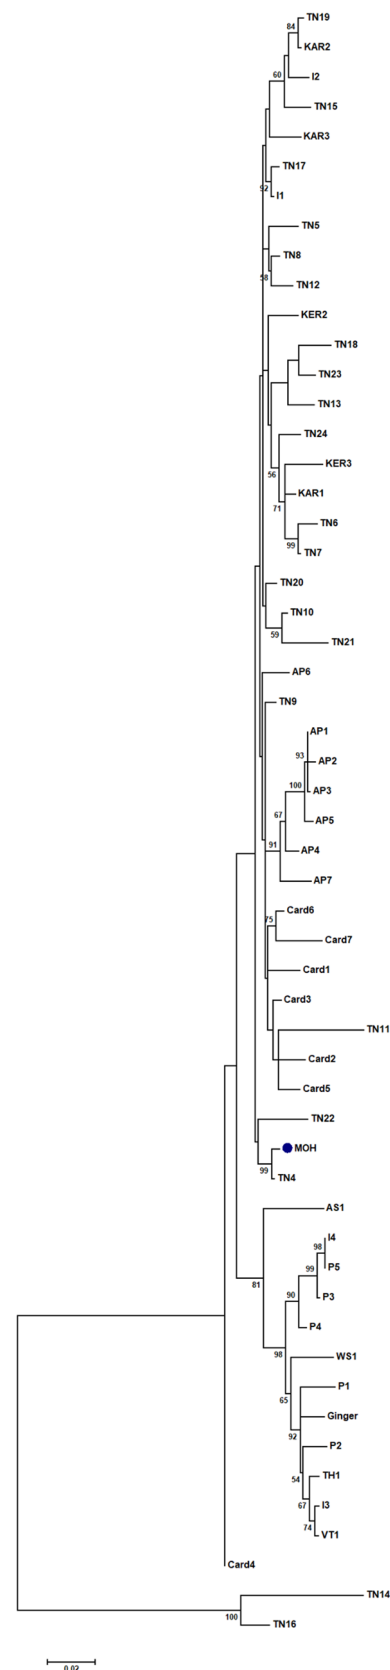 TN19
84
KAR2
60
I2
TN15
KAR3
TN17
92
I1
TN5
TN8
58
TN12
KER2
TN18
TN23
TN13
TN24
56
KER3
KAR1
71
TN6
99
TN7
TN20
TN10
59
TN21
AP6
TN9
AP1
93
AP2
100
AP3
67
AP5
91
AP4
AP7
Card6
75
Card7
Card1
Card3
TN11
Card2
Card5
TN22
MOH
99
TN4
AS1
81
I4
98
99
P5
90
P3
98
P4
WS1
65
P1
92
Ginger
P2
54
TH1
67
I3
74
VT1
Card4
TN14
100
TN16
0.02